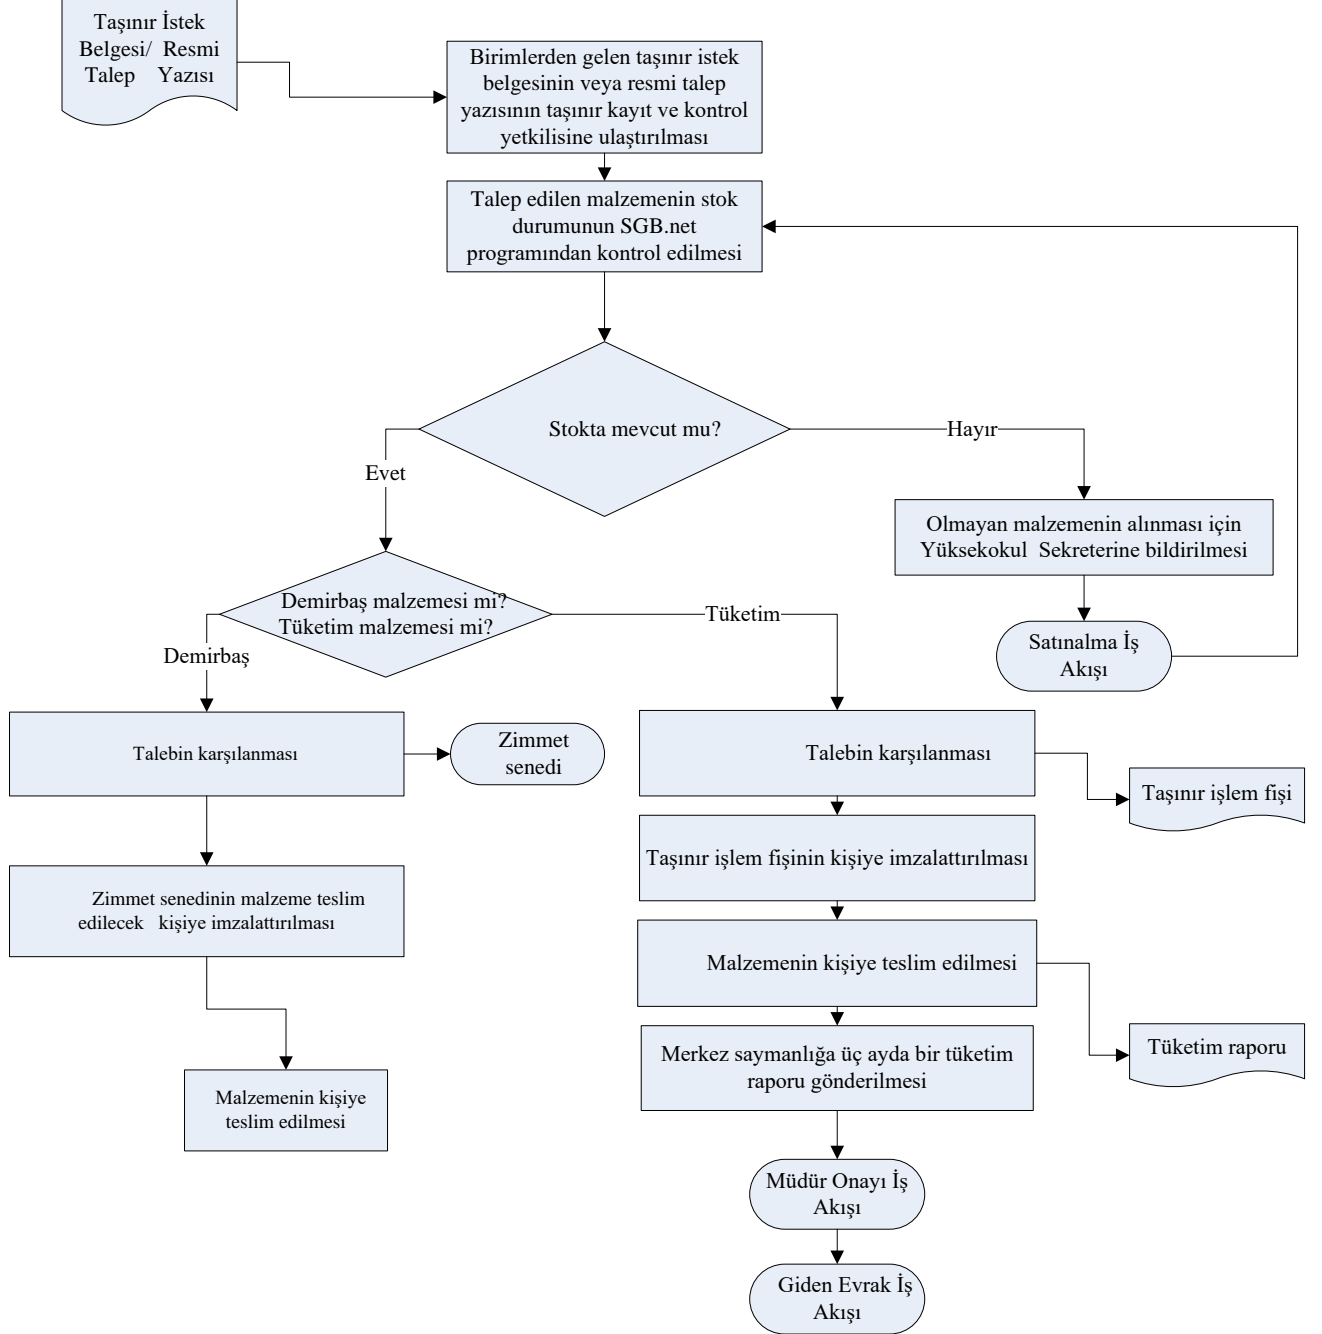 Taşınır İstek
Belgesi/ Resmi
Talep Yazısı
Birimlerden gelen taşınır istek
belgesinin veya resmi talep
yazısının taşınır kayıt ve kontrol
yetkilisine ulaştırılması
Talep edilen malzemenin stok
durumunun SGB.net
programından kontrol edilmesi
Stokta mevcut mu?
Hayır
Evet
Olmayan malzemenin alınması için
Yüksekokul Sekreterine bildirilmesi
Demirbaş malzemesi mi?
Tüketim malzemesi mi?
Tüketim
Demirbaş
Satınalma İş
Akışı
Talebin karşılanması
Zimmet
senedi
Talebin karşılanması
Taşınır işlem fişi
Taşınır işlem fişinin kişiye imzalattırılması
Zimmet senedinin malzeme teslim
edilecek kişiye imzalattırılması
Malzemenin kişiye teslim edilmesi
Merkez saymanlığa üç ayda bir tüketim
raporu gönderilmesi
Tüketim raporu
Malzemenin kişiye
teslim edilmesi
Müdür Onayı İş
Akışı
Giden Evrak İş
Akışı